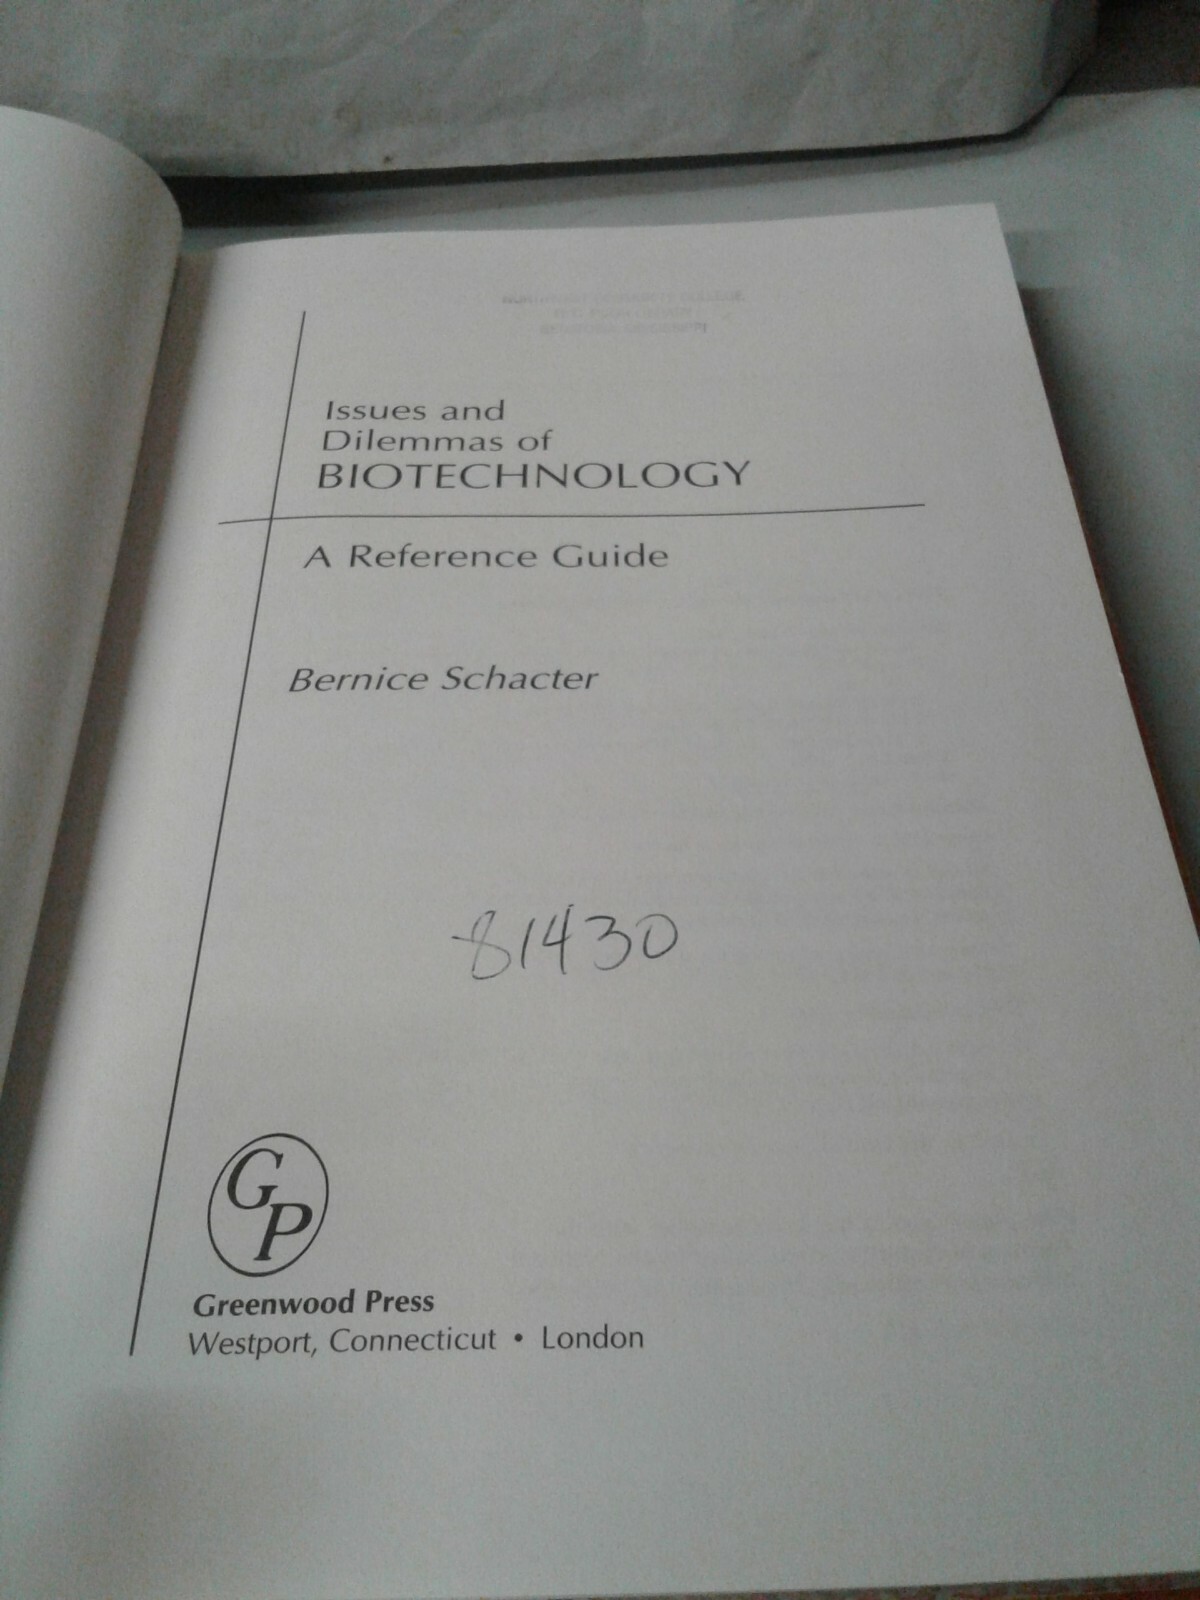 Issues and
Dilemmas of
BIOTECHNOLOGY
A Reference Guide
Bernice Schacter
81430
GP
Greenwood Press
Westport, Connecticut • London